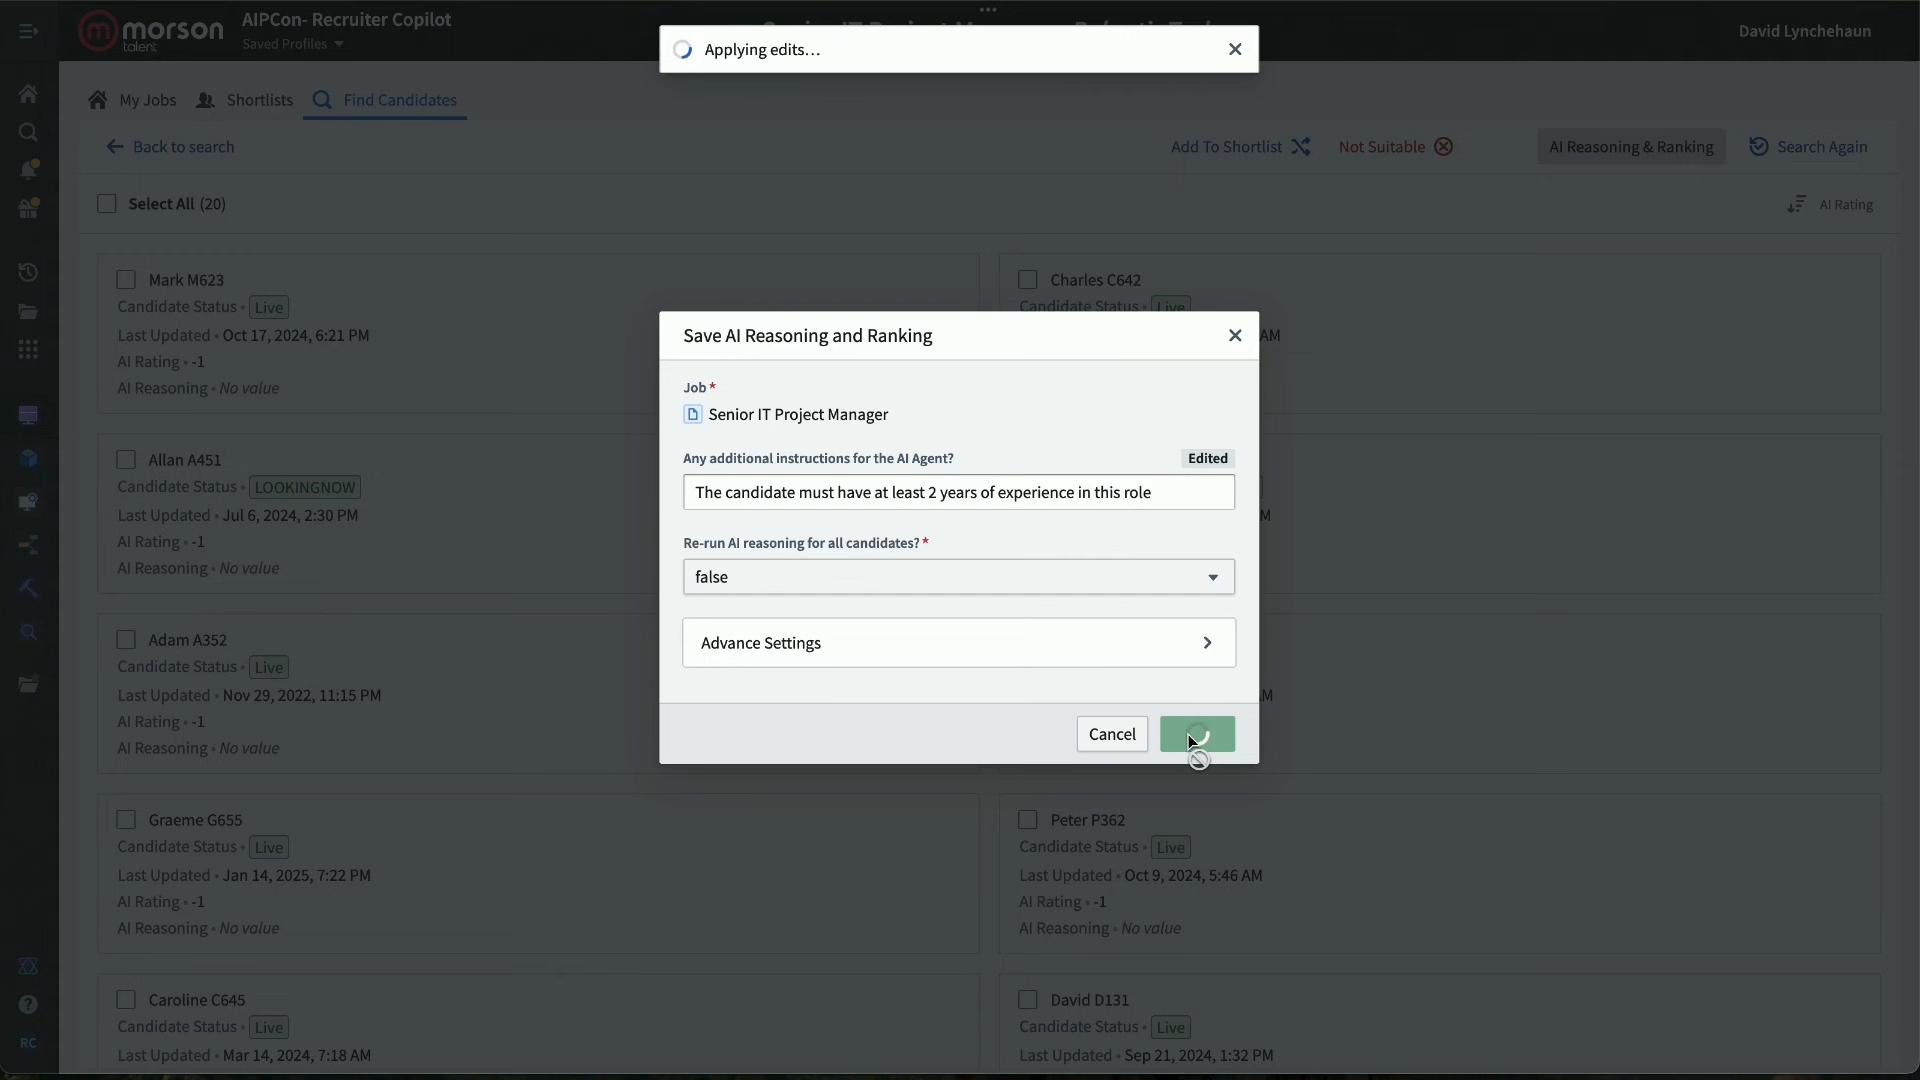 morson
talent
AIPCon- Recruiter Copilot
Saved Profiles
David Lynchehaun
Applying edits...
My Jobs
Shortlists
Find Candidates
Back to search
Add To Shortlist
Not Suitable
AI Reasoning & Ranking
Search Again
Select All (20)
AI Rating
Mark M623
Candidate Status • Live
Last Updated • Oct 17, 2024, 6:21 PM
AI Rating • -1
AI Reasoning • No value
Charles C642
Candidate Status • Live
AM
Allan A451
Candidate Status • LOOKINGNOW
Last Updated • Jul 6, 2024, 2:30 PM
AI Rating • -1
AI Reasoning • No value
Adam A352
Candidate Status • Live
Last Updated • Nov 29, 2022, 11:15 PM
AI Rating • -1
AI Reasoning • No value
Save AI Reasoning and Ranking
Job *
Senior IT Project Manager
Any additional instructions for the AI Agent?
Edited
The candidate must have at least 2 years of experience in this role
Re-run AI reasoning for all candidates? *
false
Advance Settings
Cancel
Graeme G655
Candidate Status • Live
Last Updated • Jan 14, 2025, 7:22 PM
AI Rating • -1
AI Reasoning • No value
Peter P362
Candidate Status • Live
Last Updated • Oct 9, 2024, 5:46 AM
AI Rating • -1
AI Reasoning • No value
Caroline C645
Candidate Status • Live
Last Updated • Mar 14, 2024, 7:18 AM
David D131
Candidate Status • Live
Last Updated • Sep 21, 2024, 1:32 PM
RC